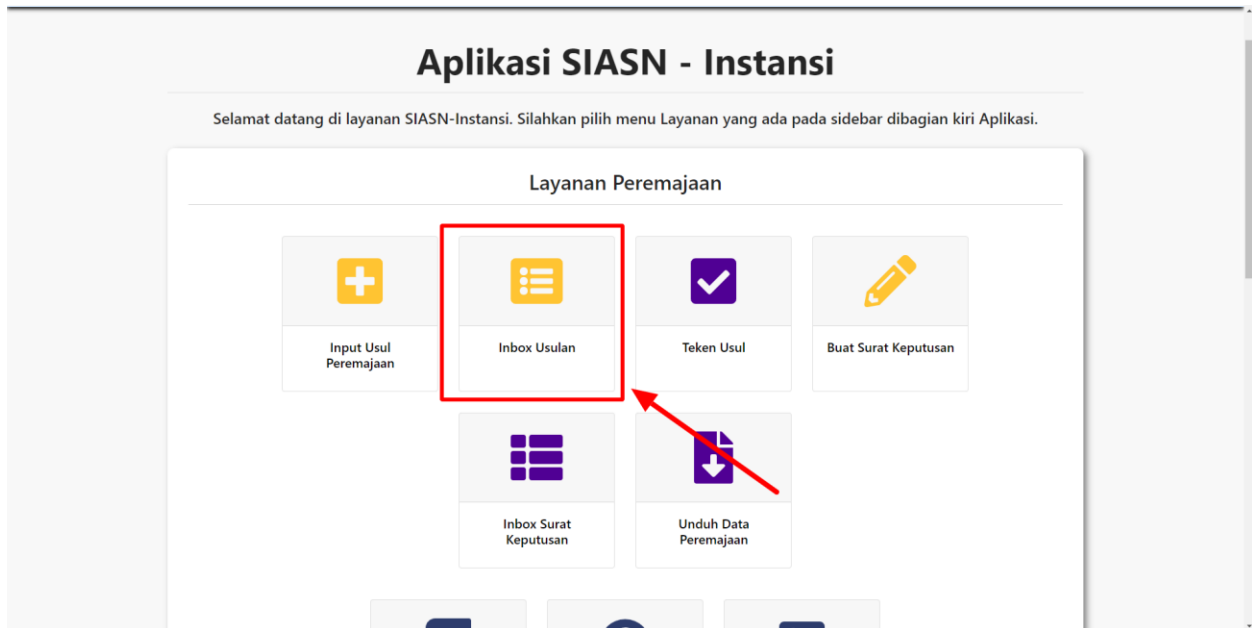 Aplikasi SIASN - Instansi
Selamat datang di layanan SIASN-Instansi. Silahkan pilih menu Layanan yang ada pada sidebar dibagian kiri Aplikasi.
Layanan Peremajaan
Input Usul
Peremajaan
Inbox Usulan
Teken Usul
Buat Surat Keputusan
Inbox Surat
Keputusan
Unduh Data
Peremajaan